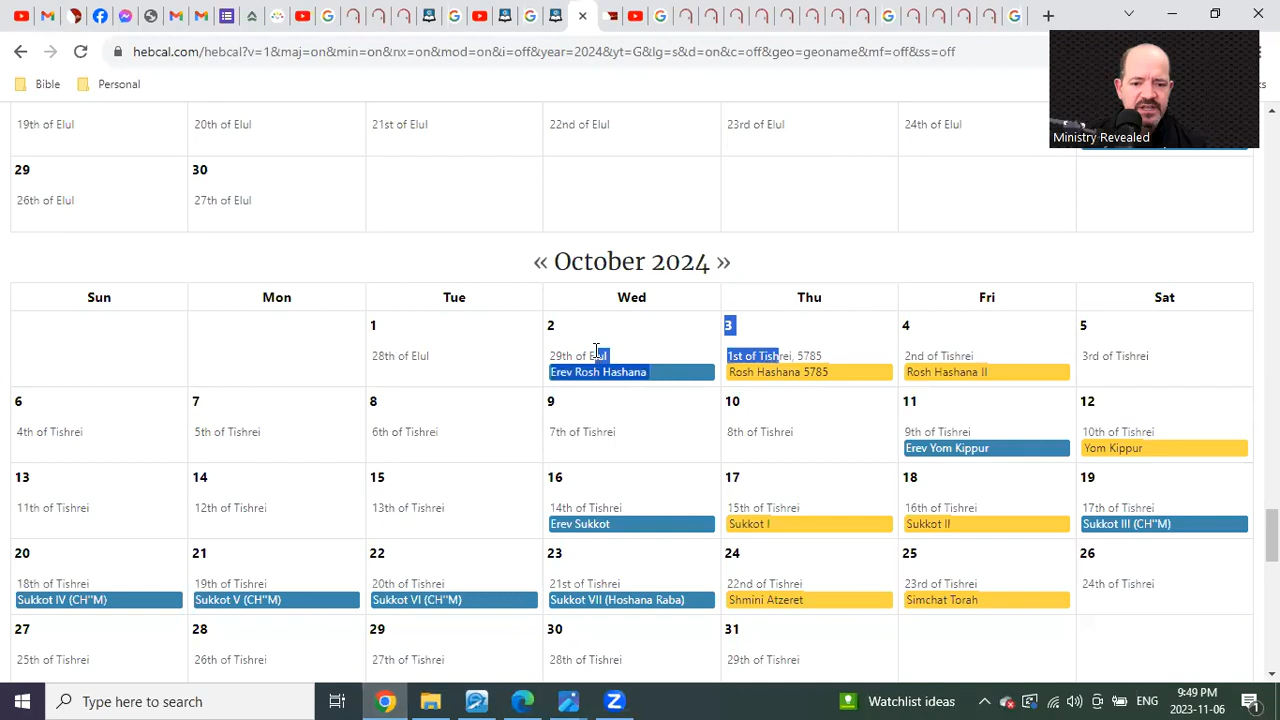 hebcal.com/hebcal?v=1&maj=on&min=on&nx=on&mod=on&i=off&year=2024&yt=G&lg=s&d=on&c=off&geo=geoname&mf=off&ss=off
Bible
Personal
Ministry Revealed
19th of Elul
20th of Elul
21st of Elul
22nd of Elul
23rd of Elul
24th of Elul
29
30
26th of Elul
27th of Elul
« October 2024 »
Sun Mon Tue Wed Thu Fri Sat
1 2 3 4 5
28th of Elul
29th of Elul
1st of Tishrei, 5785
2nd of Tishrei
3rd of Tishrei
Erev Rosh Hashana
Rosh Hashana 5785
Rosh Hashana II
6 7 8 9 10 11 12
4th of Tishrei
5th of Tishrei
6th of Tishrei
7th of Tishrei
8th of Tishrei
9th of Tishrei
10th of Tishrei
Erev Yom Kippur
Yom Kippur
13 14 15 16 17 18 19
11th of Tishrei
12th of Tishrei
13th of Tishrei
14th of Tishrei
15th of Tishrei
16th of Tishrei
17th of Tishrei
Erev Sukkot
Sukkot I
Sukkot II
Sukkot III (CH"M)
20 21 22 23 24 25 26
18th of Tishrei
19th of Tishrei
20th of Tishrei
21st of Tishrei
22nd of Tishrei
23rd of Tishrei
24th of Tishrei
Sukkot IV (CH"M)
Sukkot V (CH"M)
Sukkot VI (CH"M)
Sukkot VII (Hoshana Raba)
Shmini Atzeret
Simchat Torah
27 28 29 30 31
25th of Tishrei
26th of Tishrei
27th of Tishrei
28th of Tishrei
29th of Tishrei
Type here to search
Watchlist ideas
ENG
9:49 PM
2023-11-06